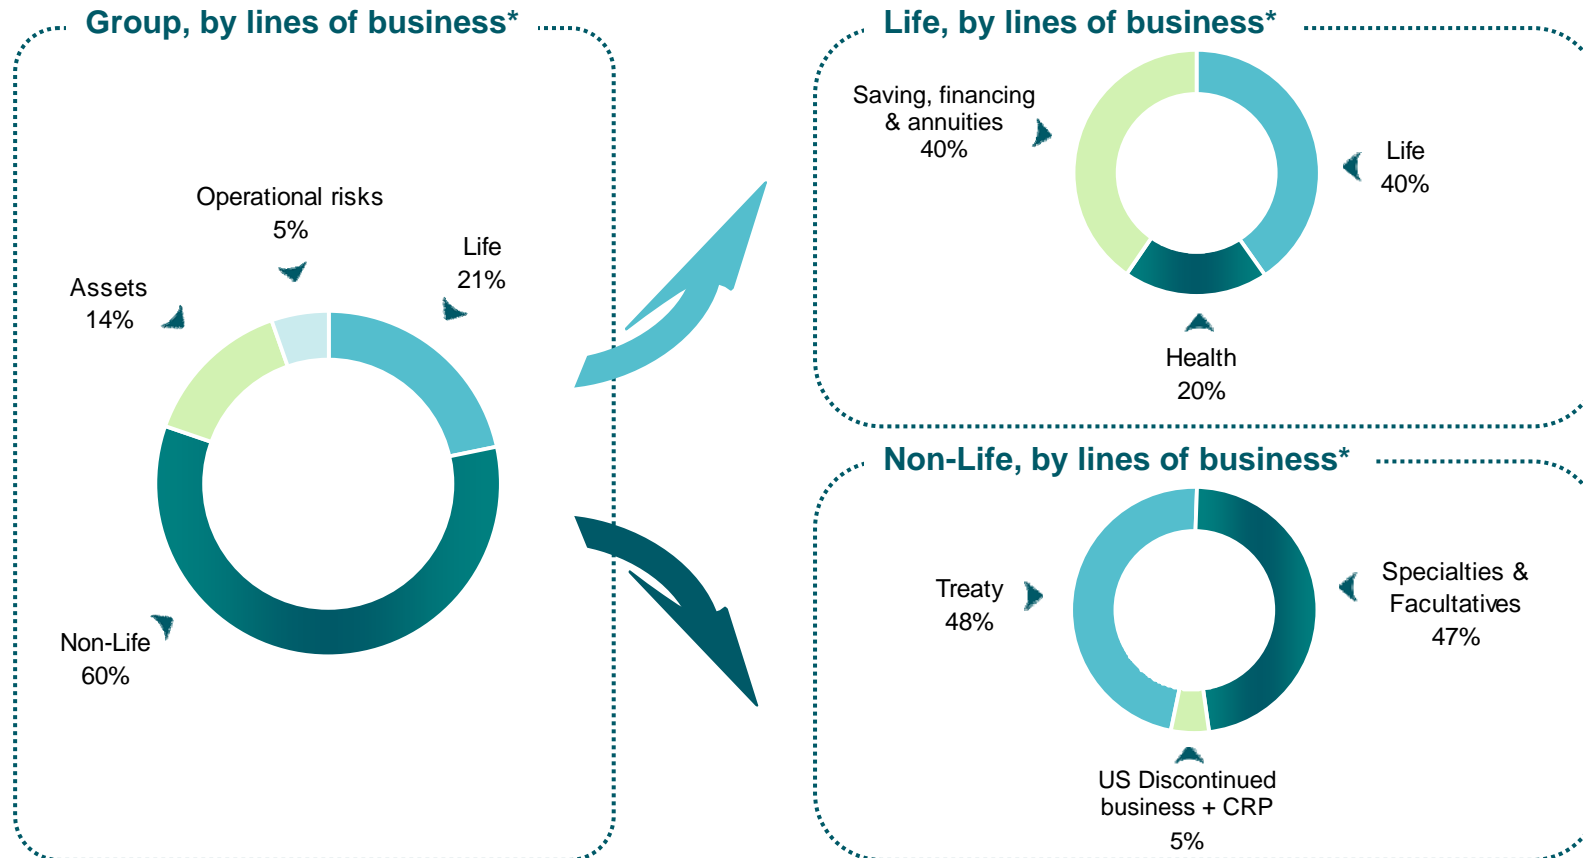 Group, by lines of business*
Operational risks
5%
Life
21%
Assets
14%
Non-Life
60%
Life, by lines of business*
Saving, financing
& annuities
40%
Life
40%
Health
20%
Non-Life, by lines of business*
Treaty
48%
Specialties &
Facultatives
47%
US Discontinued
business + CRP
5%